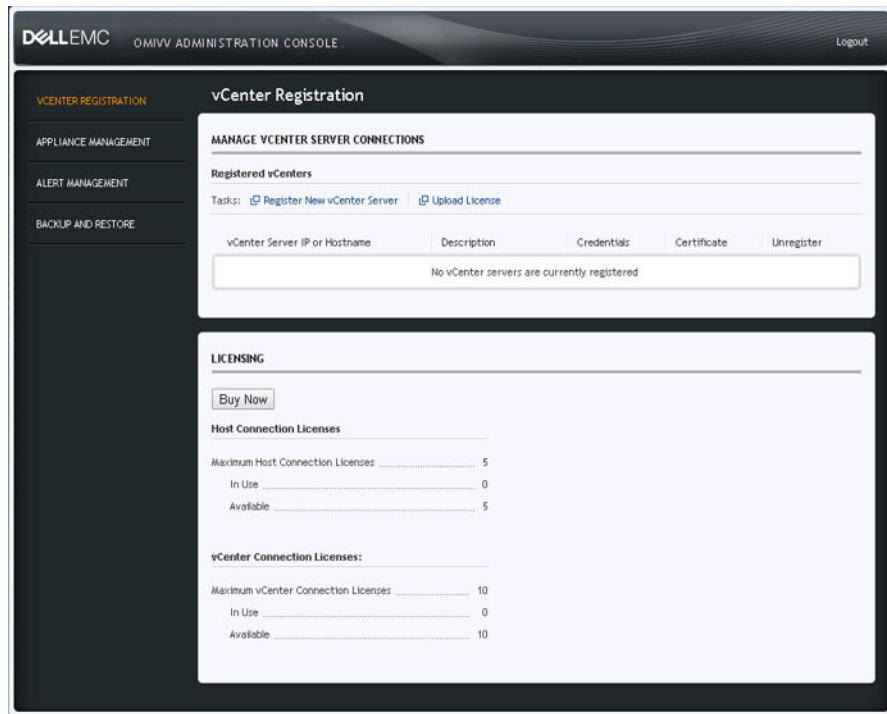 DELLEMC OMIVV ADMINISTRATION CONSOLE Logout
VCENTER REGISTRATION
APPLIANCE MANAGEMENT
ALERT MANAGEMENT
BACKUP AND RESTORE
vCenter Registration
MANAGE VCENTER SERVER CONNECTIONS
Registered vCenters
Tasks: Register New vCenter Server Upload License
vCenter Server IP or Hostname Description Credentials Certificate Unregister
No vCenter servers are currently registered
LICENSING
Buy Now
Host Connection Licenses
Maximum Host Connection Licenses 5
In Use 0
Available 5
vCenter Connection Licenses:
Maximum vCenter Connection Licenses 10
In Use 0
Available 10